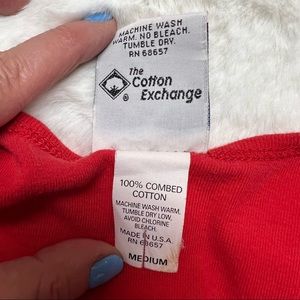 MACHINE WASH
WARM. NO BLEACH.
TUMBLE DRY.
RN 68657
The
Cotton
Exchange
100% COMBED
COTTON
MACHINE WASH WARM.
TUMBLE DRY LOW.
AVOID CHLORINE
BLEACH.
MADE IN U.S.A.
RN 68657
MEDIUM